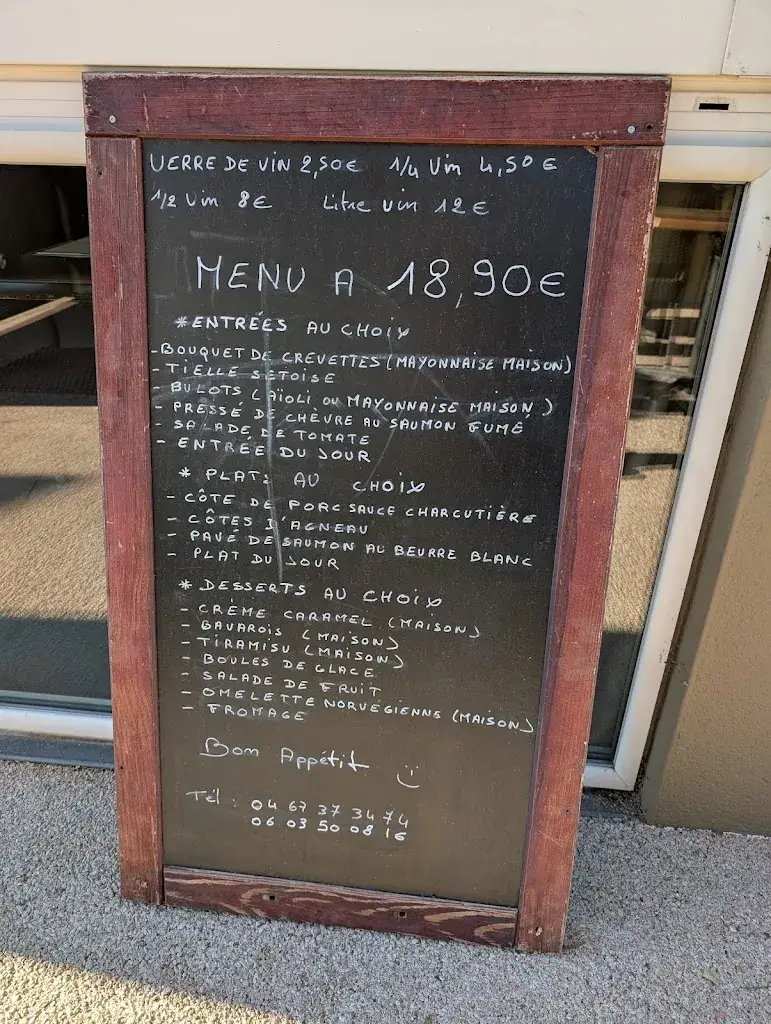 VERRE DE VIN 2,50€ 1/4 Vin 4,50€
1/2 Vin 8€ Litre vin 12€
MENU A 18,90€
*ENTRÉES AU CHOIX
-BOUQUET DE CREVETTES (MAYONNAISE MAISON)
- TIELLE SETOISE
- BULOTS (AÏOLI OU MAYONNAISE MAISON)
- PRESSÉ DE CHÈVRE AU SAUMON FUMÉ
- SALADE DE TOMATE
- ENTRÉE DU JOUR
* PLATS AU CHOIX
- CÔTE DE PORC SAUCE CHARCUTIÈRE
- CÔTES D'AGNEAU
- PAVÉ DE SAUMON AU BEURRE BLANC
- PLAT DU JOUR
* DESSERTS AU CHOIX
- CRÈME CARAMEL (MAISON)
- BAVAROIS (MAISON)
- TIRAMISU (MAISON)
- BOULES DE GLACE
- SALADE DE FRUIT
- OMELETTE NORVÉGIENNE (MAISON)
- FROMAGE
Bon Appétit :)
Tél : 04 67 37 34 74
06 03 50 08 16